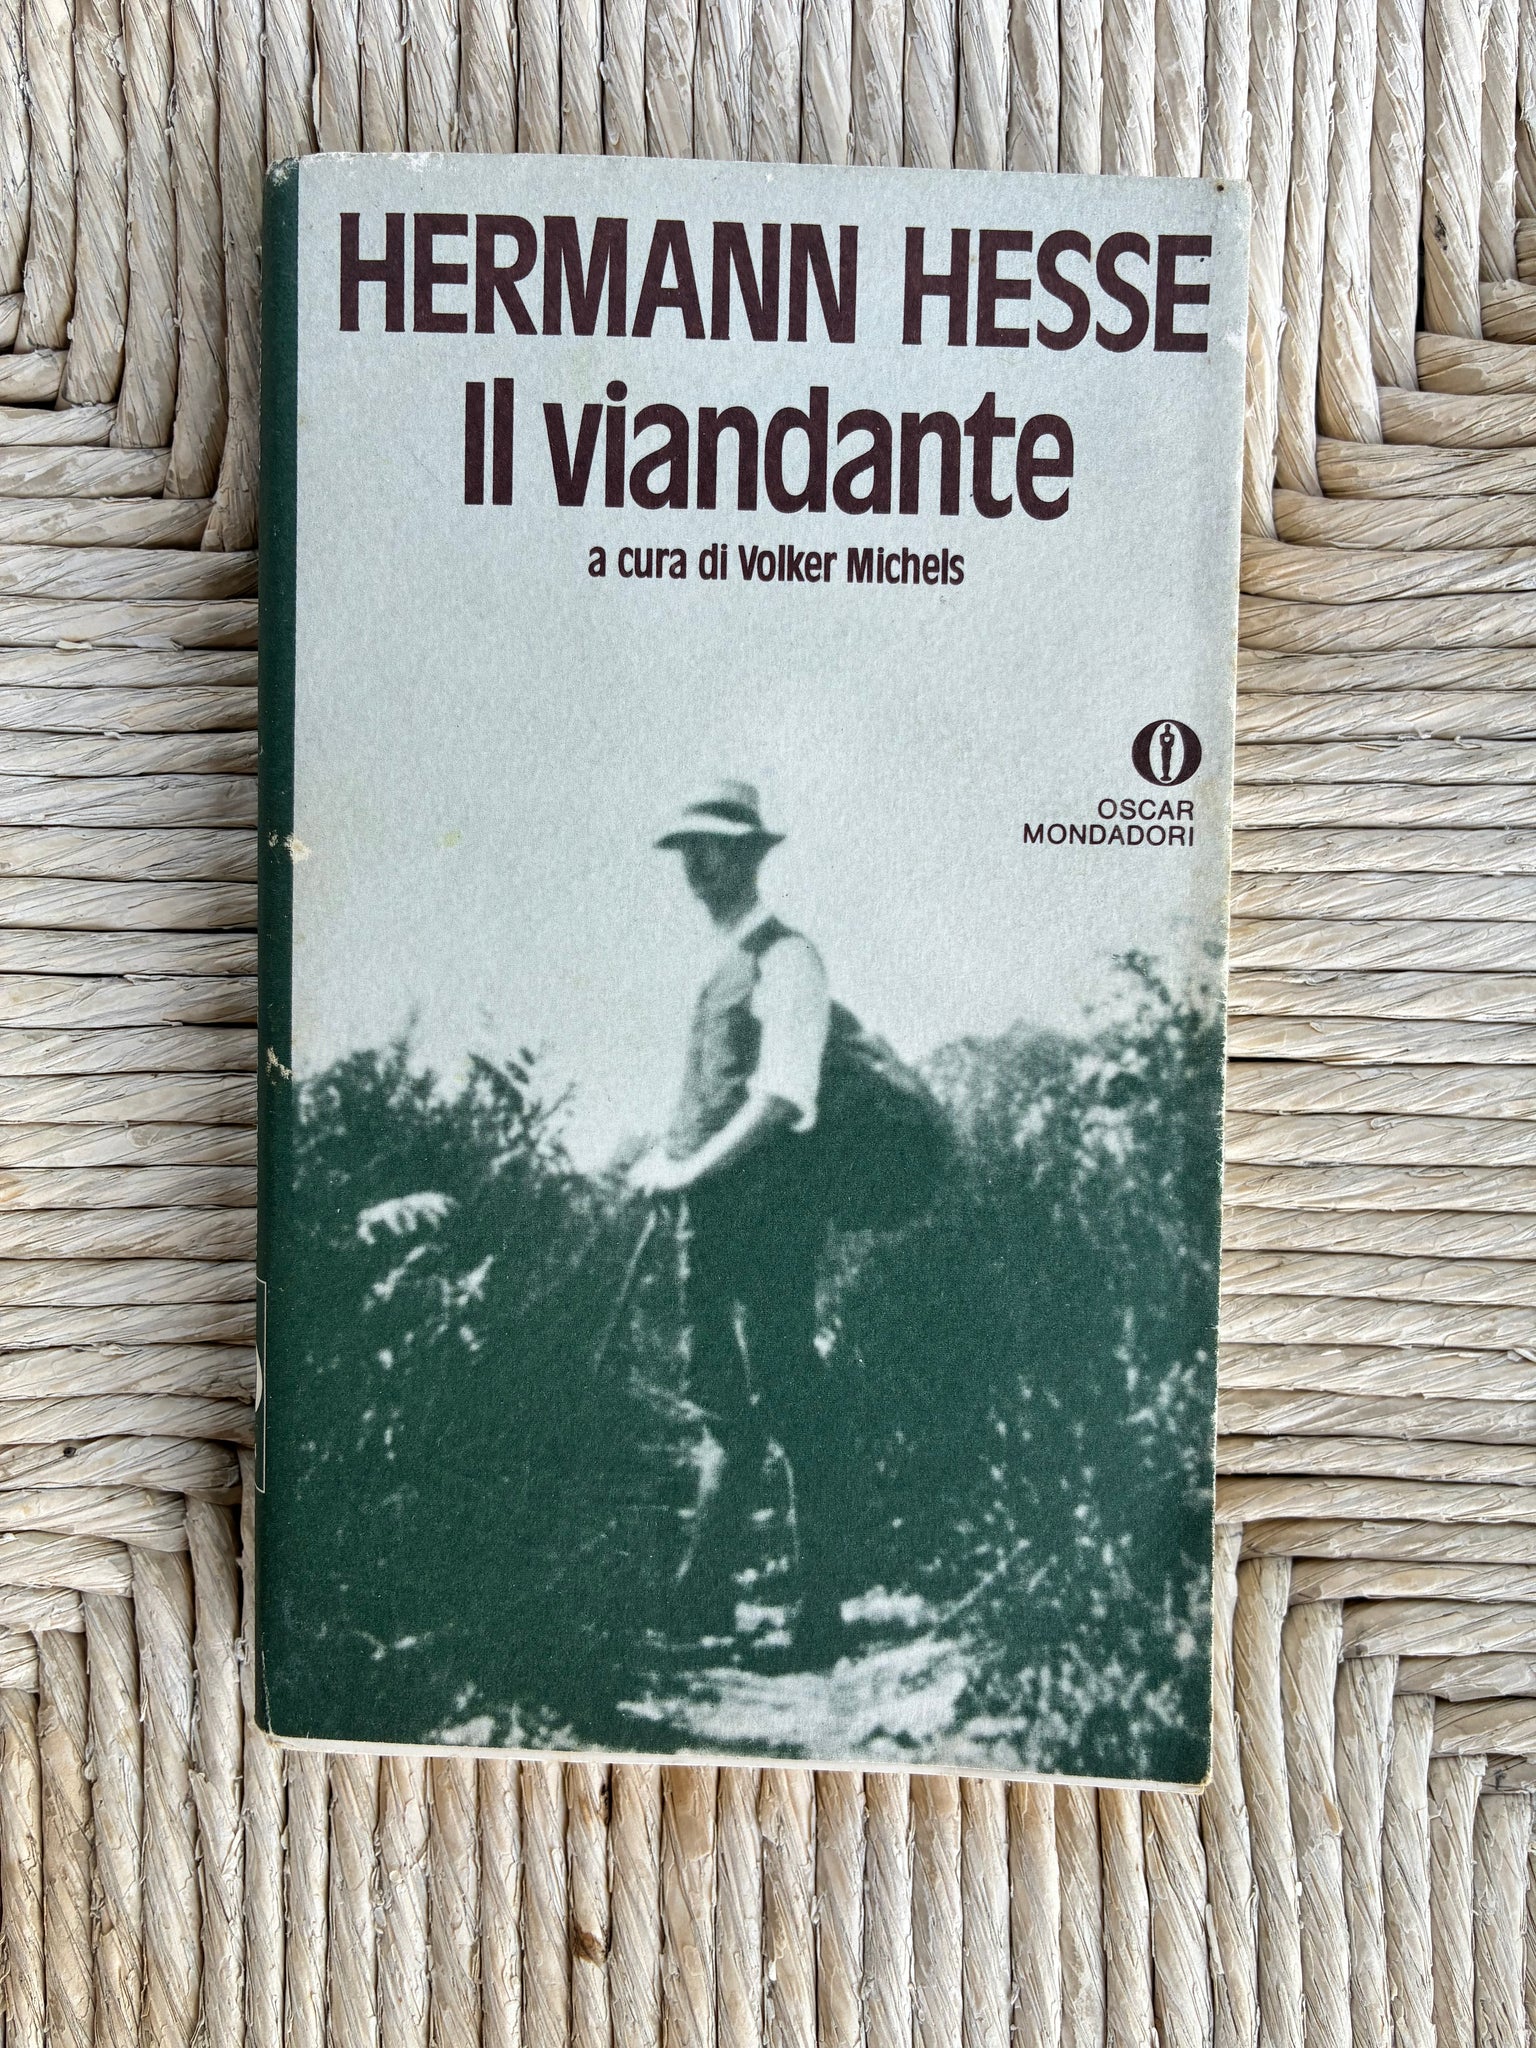 HERMANN HESSE
Il viandante
a cura di Volker Michels
OSCAR
MONDADORI